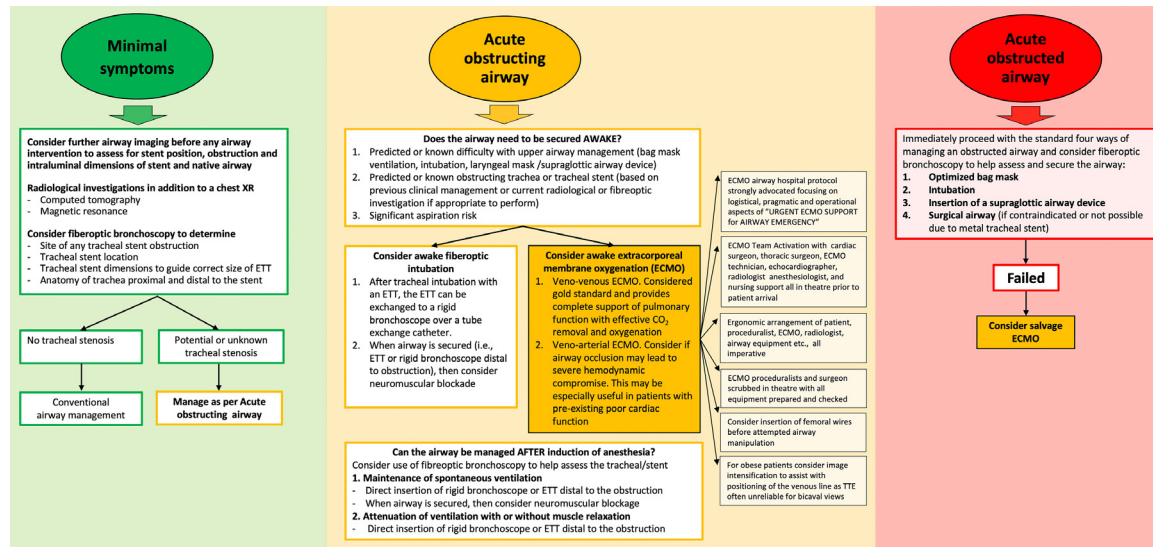 Minimal
symptoms
Consider further airway imaging before any airway
intervention to assess for stent position, obstruction and
intraluminal dimensions of stent and native airway
Radiological investigations in addition to a chest XR
- Computed tomography
- Magnetic resonance
Consider fiberoptic bronchoscopy to determine
- Site of any tracheal stent obstruction
- Tracheal stent location
- Tracheal stent dimensions to guide correct size of ETT
- Anatomy of trachea proximal and distal to the stent
No tracheal stenosis
Potential or unknown
tracheal stenosis
Conventional
airway management
Manage as per Acute
obstructing airway
Acute
obstructing
airway
Does the airway need to be secured AWAKE?
1. Predicted or known difficulty with upper airway management (bag mask
ventilation, intubation, laryngeal mask /supraglottic airway device)
2. Predicted or known obstructing trachea or tracheal stent (based on
previous clinical management or current radiological or fibreoptic
investigation if appropriate to perform)
3. Significant aspiration risk
Consider awake fiberoptic
intubation
1. After tracheal intubation with
an ETT, the ETT can be
exchanged to a rigid
bronchoscope over a tube
exchange catheter.
2. When airway is secured (i.e.,
ETT or rigid bronchoscope distal
to obstruction), then consider
neuromuscular blockade
Consider awake extracorporeal
membrane oxygenation (ECMO)
1. Veno-venous ECMO. Considered
gold standard and provides
complete support of pulmonary
function with effective CO₂
removal and oxygenation
2. Veno-arterial ECMO. Consider if
airway occlusion may lead to
severe hemodynamic
compromise. This may be
especially useful in patients with
pre-existing poor cardiac
function
Can the airway be managed AFTER induction of anesthesia?
Consider use of fibreoptic bronchoscopy to help assess the tracheal/stent
1. Maintenance of spontaneous ventilation
- Direct insertion of rigid bronchoscope or ETT distal to the obstruction
- When airway is secured, then consider neuromuscular blockage
2. Attenuation of ventilation with or without muscle relaxation
- Direct insertion of rigid bronchoscope or ETT distal to the obstruction
ECMO airway hospital protocol
strongly advocated focusing on
logistical, pragmatic and operational
aspects of "URGENT ECMO SUPPORT
for AIRWAY EMERGENCY"
ECMO Team Activation with cardiac
surgeon, thoracic surgeon, ECMO
technician, echocardiographer,
radiologist anesthesiologist, and
nursing support all in theatre prior to
patient arrival
Ergonomic arrangement of patient,
proceduralist, ECMO, radiologist,
airway equipment etc., all
imperative
ECMO proceduralists and surgeon
scrubbed in theatre with all
equipment prepared and checked
Consider insertion of femoral wires
before attempted airway
manipulation
For obese patients consider image
intensification to assist with
positioning of the venous line as TTE
often unreliable for bicaval views
Acute
obstructed
airway
Immediately proceed with the standard four ways of
managing an obstructed airway and consider fiberoptic
bronchoscopy to help assess and secure the airway:
1. Optimized bag mask
2. Intubation
3. Insertion of a supraglottic airway device
4. Surgical airway (if contraindicated or not possible
due to metal tracheal stent)
Failed
Consider salvage
ECMO